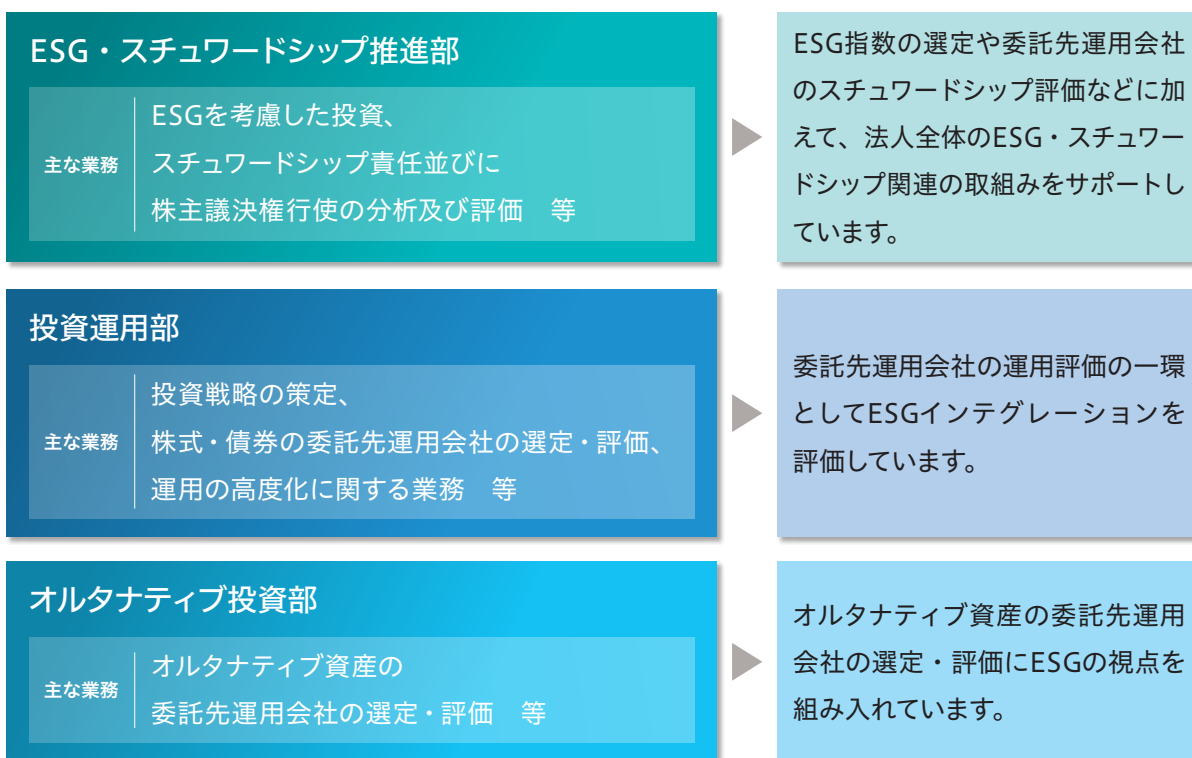 ESG・スチュワードシップ推進部
主な業務
ESGを考慮した投資、
スチュワードシップ責任並びに
株主議決権行使の分析及び評価　等
ESG指数の選定や委託先運用会社
のスチュワードシップ評価などに加
えて、法人全体のESG・スチュワー
ドシップ関連の取組みをサポートし
ています。
投資運用部
主な業務
投資戦略の策定、
株式・債券の委託先運用会社の選定・評価、
運用の高度化に関する業務　等
委託先運用会社の運用評価の一環
としてESGインテグレーションを
評価しています。
オルタナティブ投資部
主な業務
オルタナティブ資産の
委託先運用会社の選定・評価　等
オルタナティブ資産の委託先運用
会社の選定・評価にESGの視点を
組み入れています。